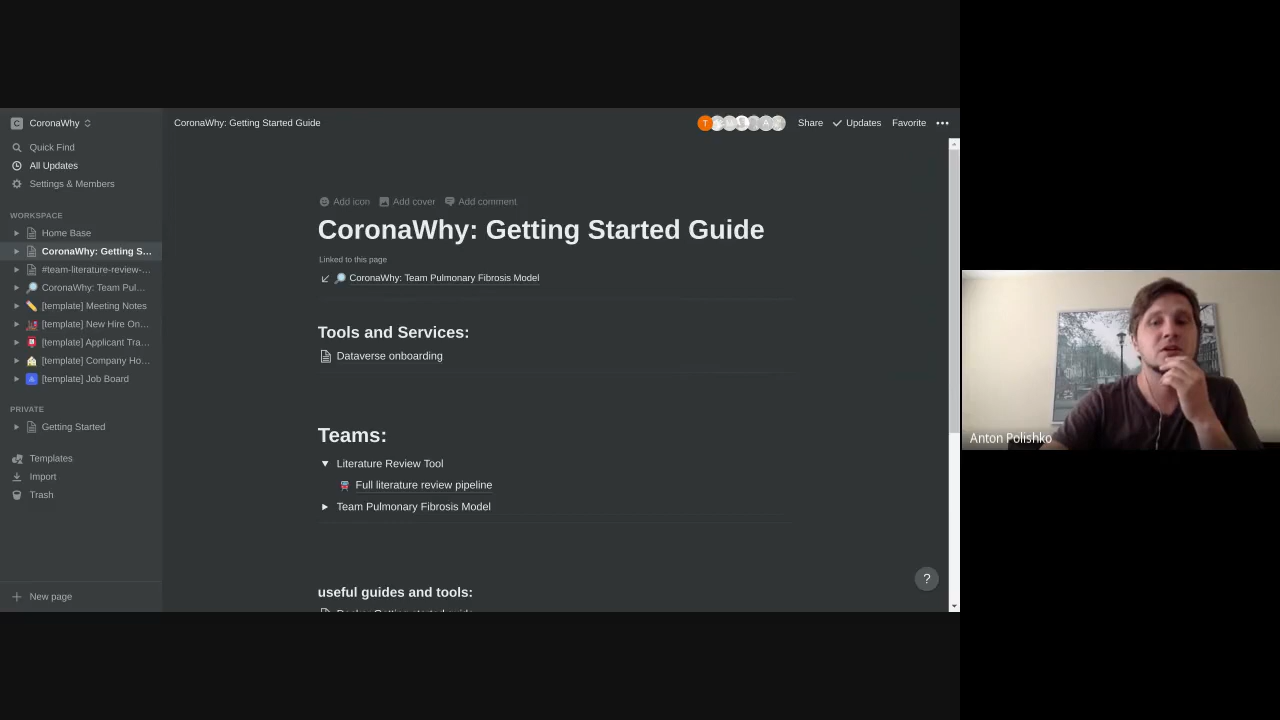 CoronaWhy
CoronaWhy: Getting Started Guide
T
Share
Updates
Favorite
•••
Quick Find
All Updates
Settings & Members
WORKSPACE
Home Base
CoronaWhy: Getting S...
#team-literature-review-...
CoronaWhy: Team Pul...
[template] Meeting Notes
[template] New Hire On...
[template] Applicant Tra...
[template] Company Ho...
[template] Job Board
PRIVATE
Getting Started
Templates
Import
Trash
New page
Add icon
Add cover
Add comment
CoronaWhy: Getting Started Guide
Linked to this page
CoronaWhy: Team Pulmonary Fibrosis Model
Tools and Services:
Dataverse onboarding
Teams:
Literature Review Tool
Full literature review pipeline
Team Pulmonary Fibrosis Model
useful guides and tools:
?
Anton Polishko